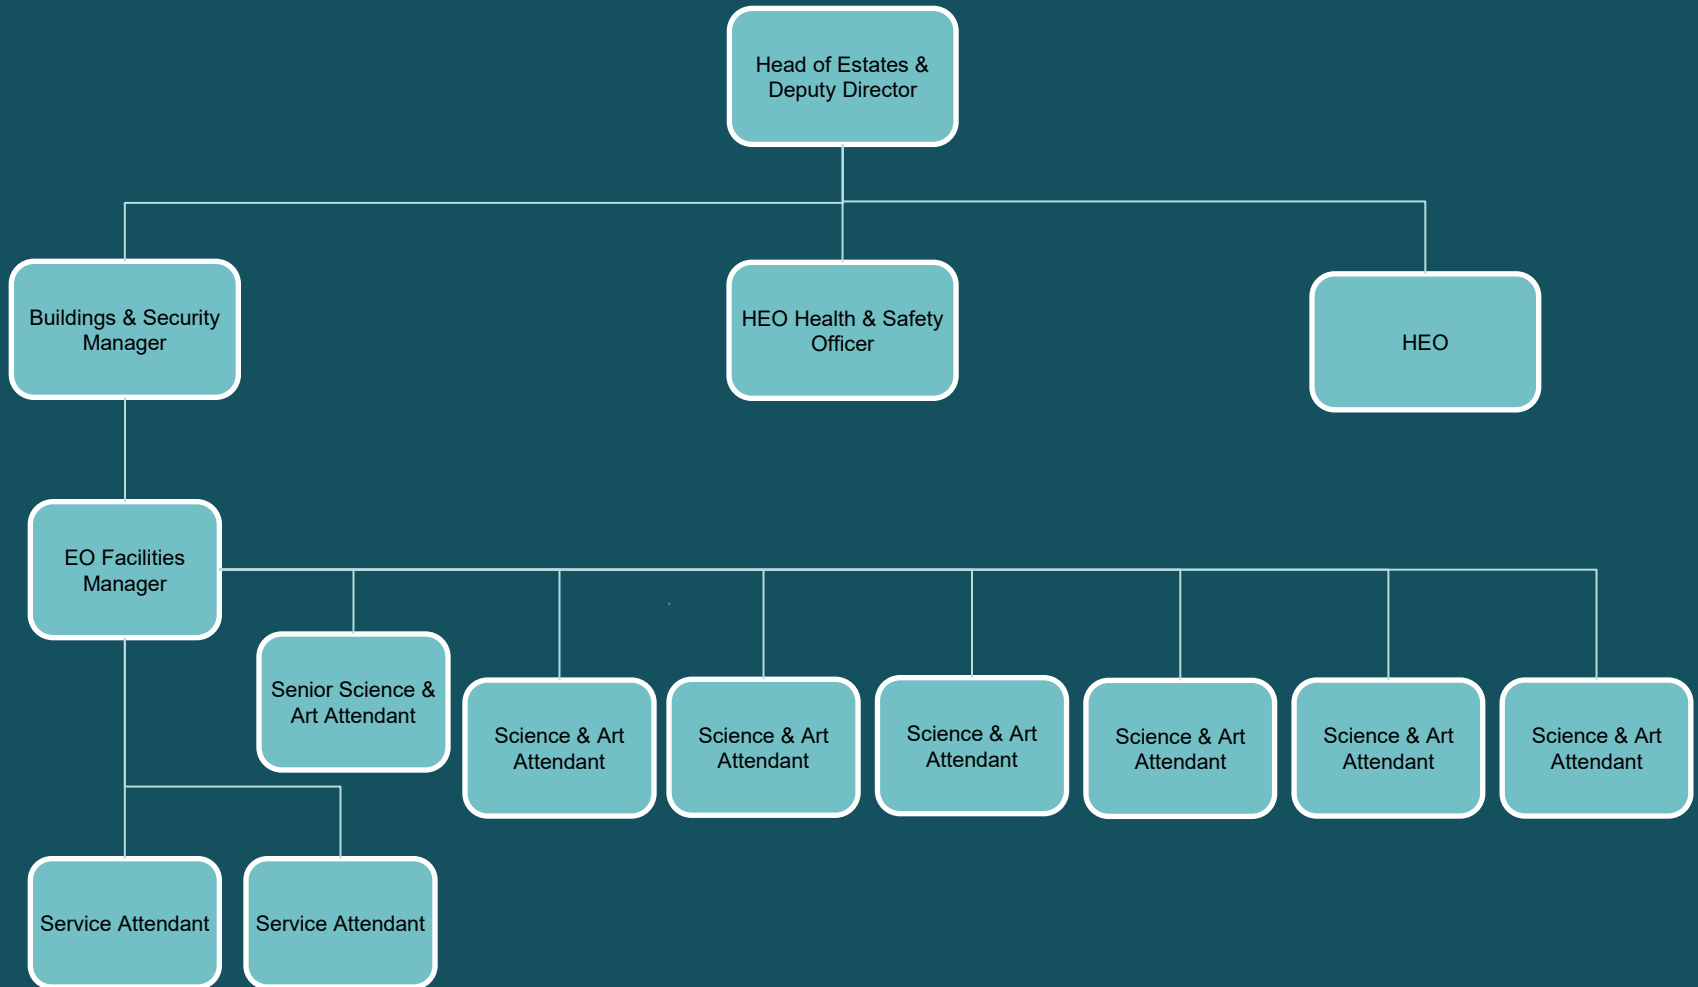 Head of Estates &
Deputy Director
Buildings & Security
Manager
HEO Health & Safety
Officer
HEO
EO Facilities
Manager
Senior Science &
Art Attendant
Science & Art
Attendant
Science & Art
Attendant
Science & Art
Attendant
Science & Art
Attendant
Science & Art
Attendant
Science & Art
Attendant
Service Attendant
Service Attendant